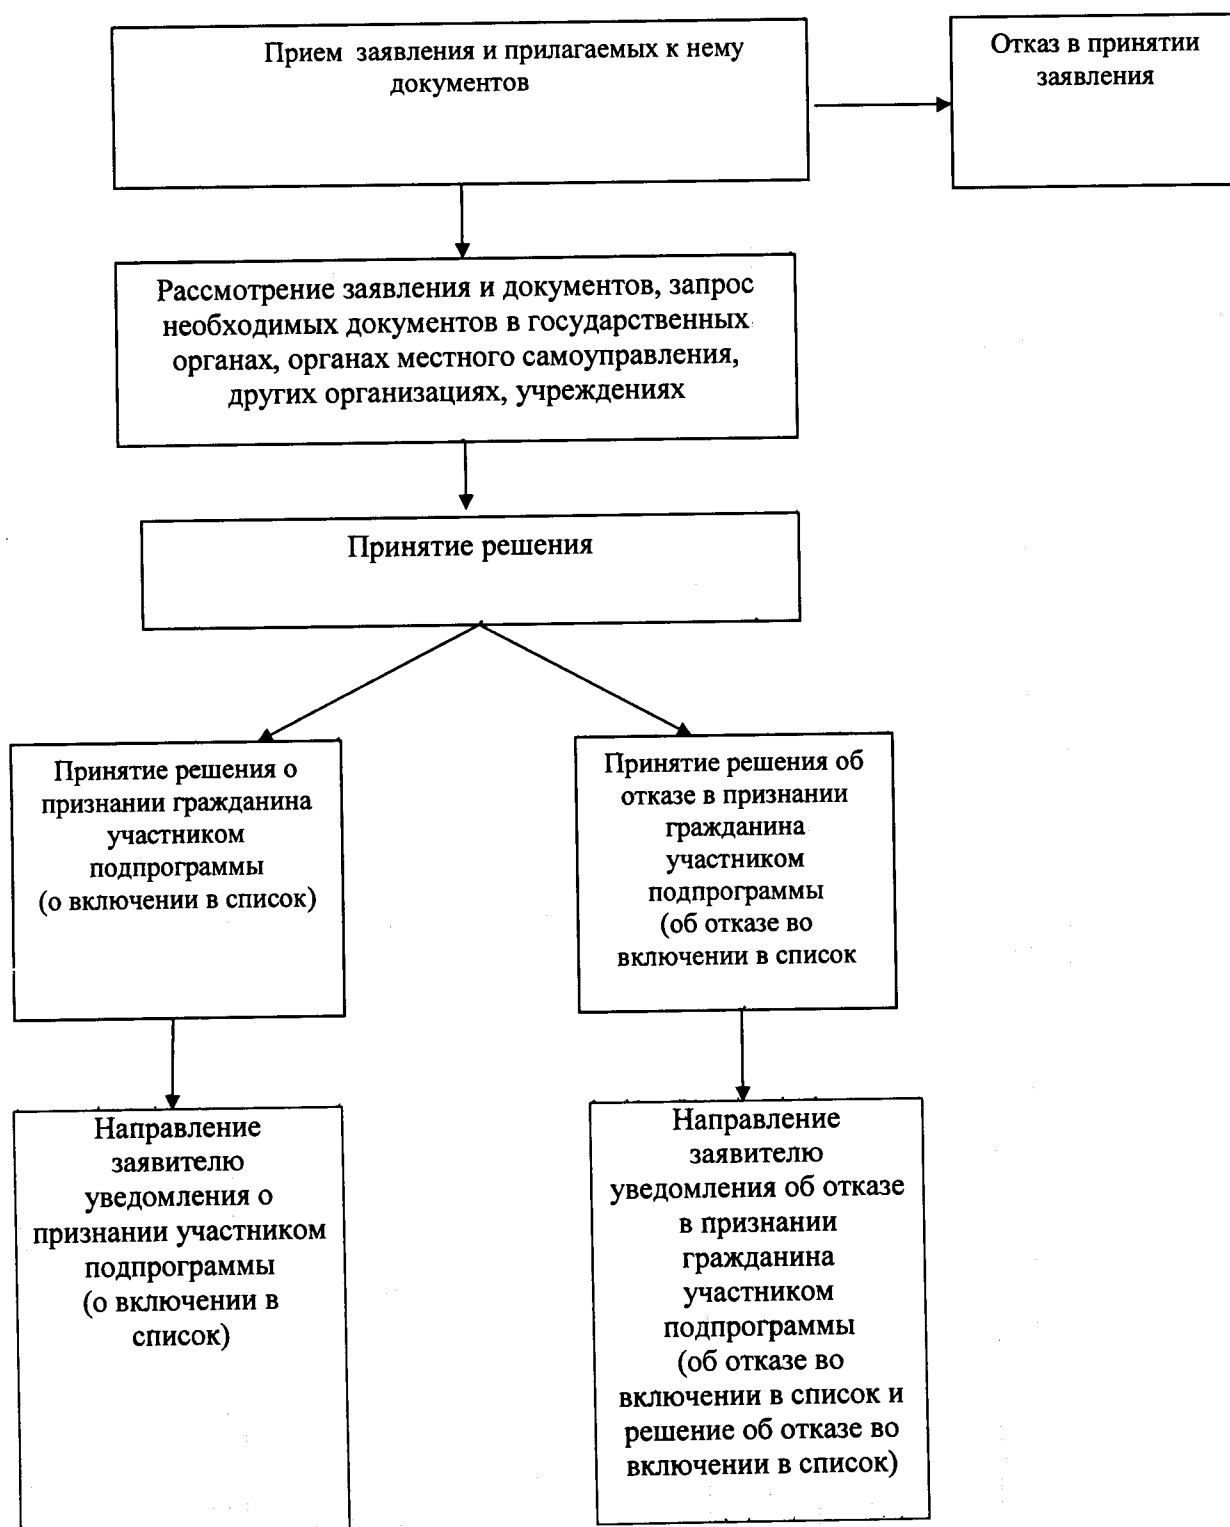 Прием заявления и прилагаемых к нему
документов
Отказ в принятии
заявления
Рассмотрение заявления и документов, запрос
необходимых документов в государственных
органах, органах местного самоуправления,
других организациях, учреждениях
Принятие решения
Принятие решения о
признании гражданина
участником
подпрограммы
(о включении в список)
Принятие решения об
отказе в признании
гражданина
участником
подпрограммы
(об отказе во
включении в список
Направление
заявителю
уведомления о
признании участником
подпрограммы
(о включении в
список)
Направление
заявителю
уведомления об отказе
в признании
гражданина
участником
подпрограммы
(об отказе во
включении в список и
решение об отказе во
включении в список)